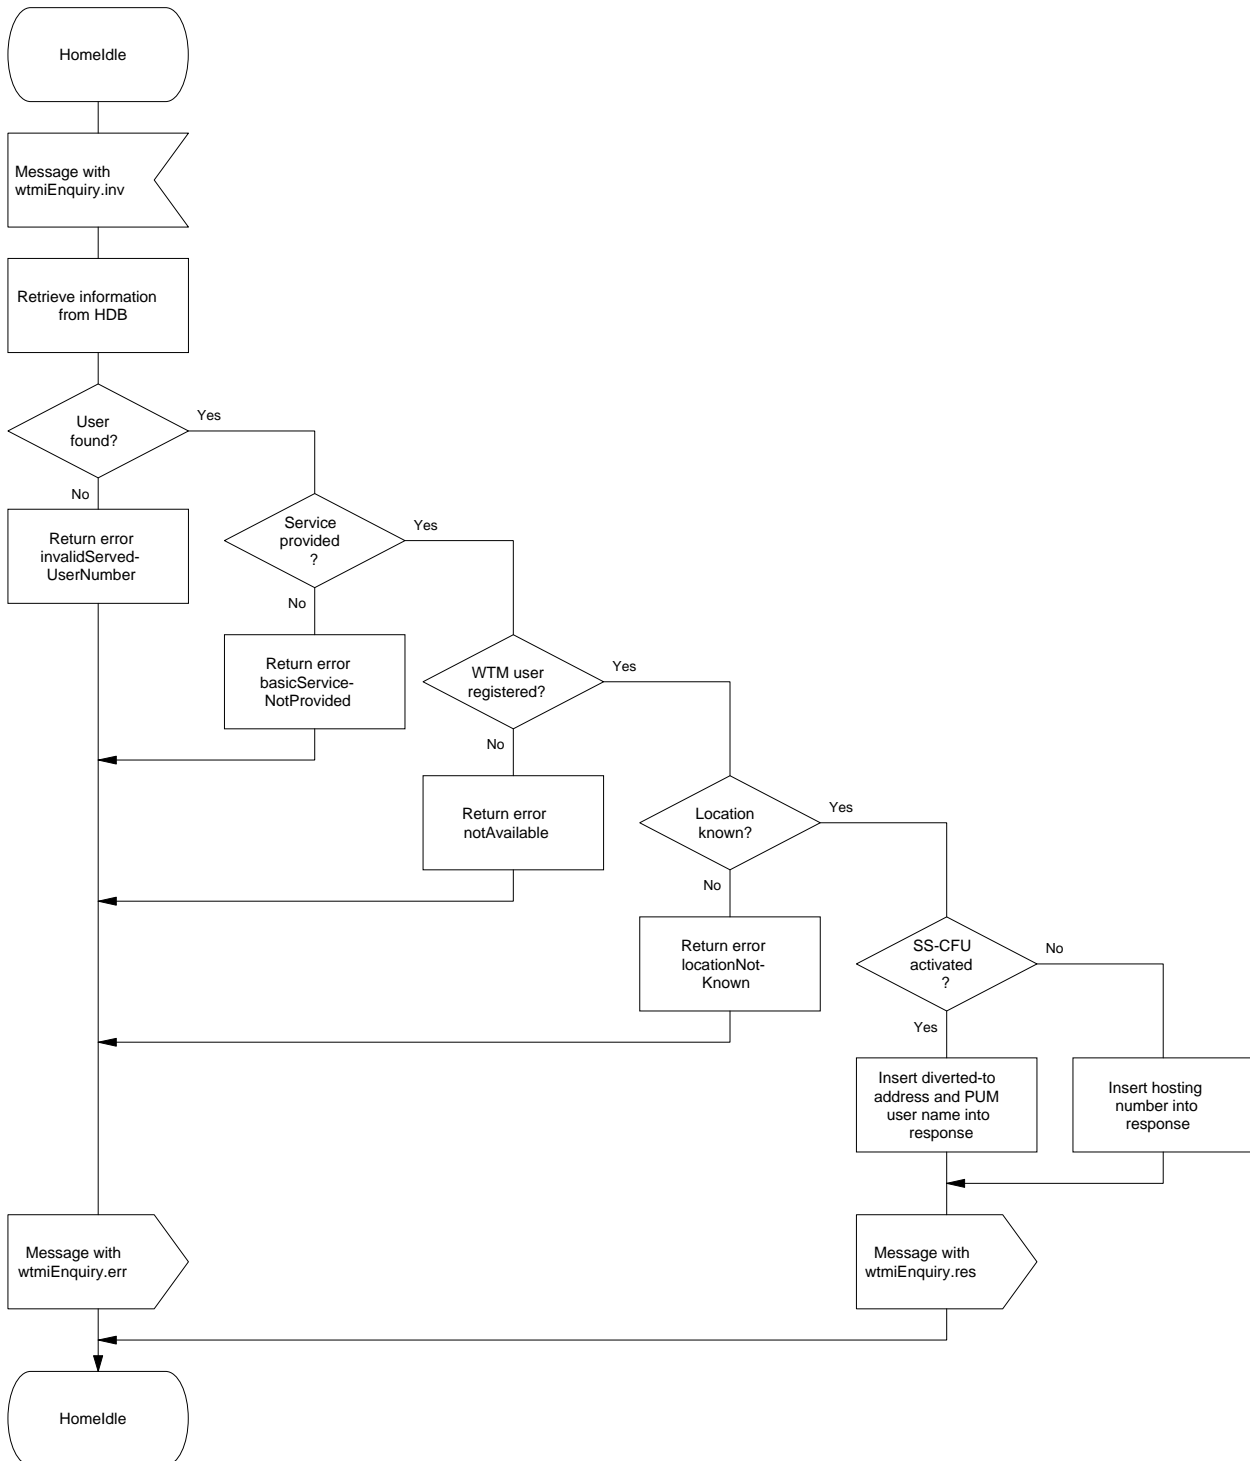 HomeIdle
Message with
wtmiEnquiry.inv
Retrieve information
from HDB
User
found?
Yes
No
Return error
invalidServed-
UserNumber
Service
provided
?
Yes
No
Return error
basicService-
NotProvided
WTM user
registered?
Yes
No
Return error
notAvailable
Location
known?
Yes
No
Return error
locationNot-
Known
SS-CFU
activated
?
No
Yes
Insert diverted-to
address and PUM
user name into
response
Insert hosting
number into
response
Message with
wtmiEnquiry.err
Message with
wtmiEnquiry.res
HomeIdle